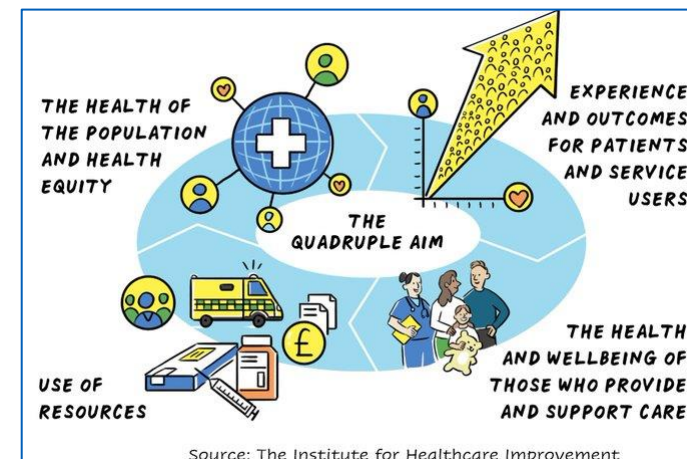 THE HEALTH OF
THE POPULATION
AND HEALTH
EQUITY
EXPERIENCE
AND OUTCOMES
FOR PATIENTS
AND SERVICE
USERS
THE
QUADRUPLE AIM
£
USE OF
RESOURCES
THE HEALTH
AND WELLBEING OF
THOSE WHO PROVIDE
AND SUPPORT CARE
Source: The Institute for Healthcare Improvement